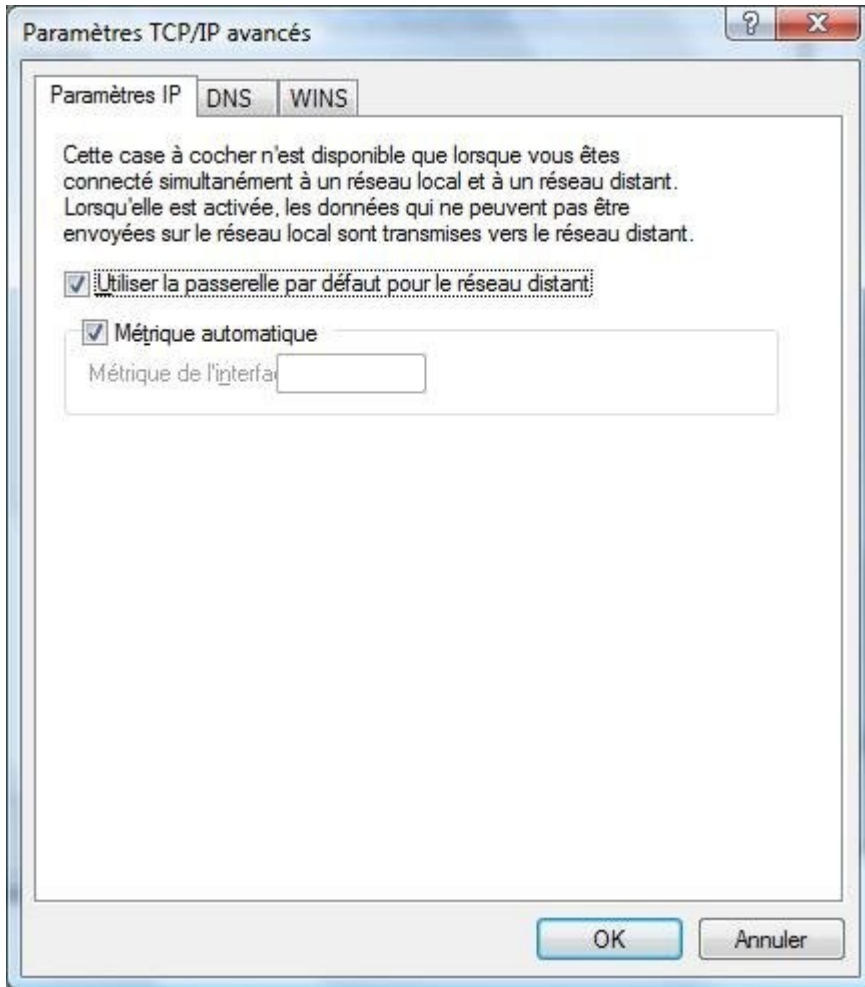 Paramètres TCP/IP avancés
Paramètres IP DNS WINS
Cette case à cocher n'est disponible que lorsque vous êtes
connecté simultanément à un réseau local et à un réseau distant.
Lorsqu'elle est activée, les données qui ne peuvent pas être
envoyées sur le réseau local sont transmises vers le réseau distant.
Utiliser la passerelle par défaut pour le réseau distant
Métrique automatique
Métrique de l'interfa
OK Annuler